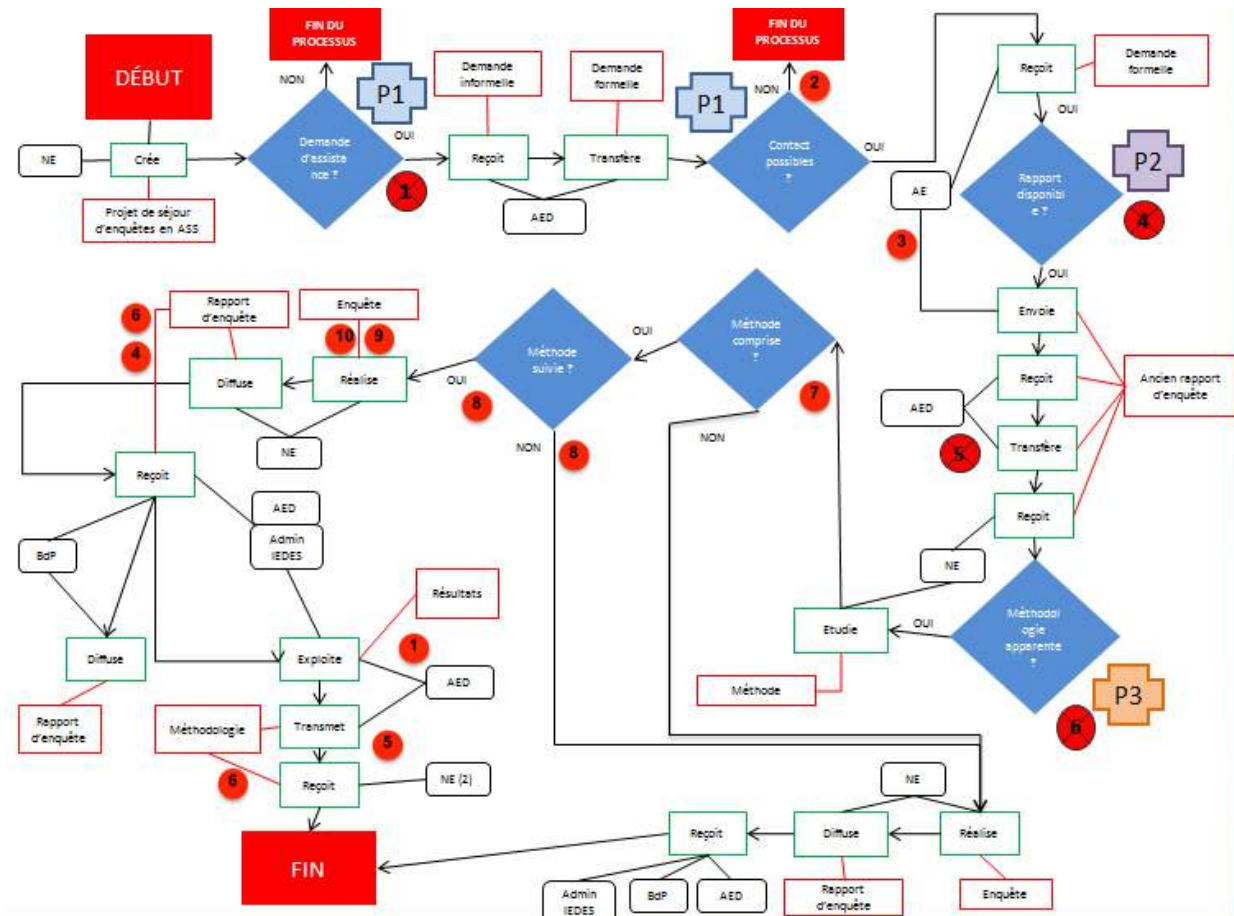 FIN DU
PROCESSUS
FIN DU
PROCESSUS
DÉBUT
NON
P1
Demande
informelle
Demande
formelle
P1
NON
2
Reçoit
Demande
formelle
OUI
NE
Crée
Demande
d'assista
nce ?
OUI
Reçoit
Transfère
Contact
possibles
?
OUI
Rapport
disponibl
e ?
P2
1
AED
AE
4
Projet de séjour
d'enquêtes en ASS
3
OUI
6
Rapport
d'enquête
Enquête
10
9
4
Méthode
suivie ?
OUI
Méthode
comprise
?
Envoie
Diffuse
Réalise
OUI
8
7
Reçoit
Ancien rapport
d'enquête
AED
NE
NON
8
NON
Transfère
5
Reçoit
AED
Admin
IEDES
Reçoit
BdP
NE
Résultats
Etudie
OUI
Méthodol
ogie
apparente
?
Diffuse
Exploite
1
AED
Méthode
P3
6
Rapport
d'enquête
Méthodologie
Transmet
5
6
Reçoit
NE (2)
NE
FIN
Reçoit
Diffuse
Réalise
Admin
IEDES
BdP
AED
Rapport
d'enquête
Enquête